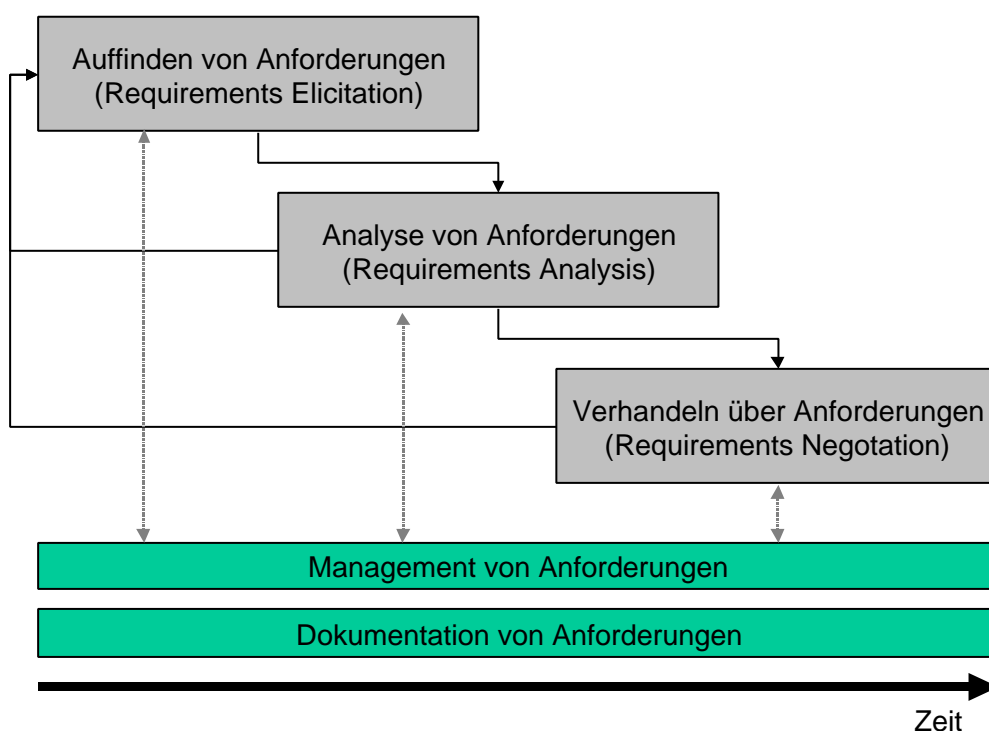 Auffinden von Anforderungen
(Requirements Elicitation)
Analyse von Anforderungen
(Requirements Analysis)
Verhandeln über Anforderungen
(Requirements Negotation)
Management von Anforderungen
Dokumentation von Anforderungen
Zeit